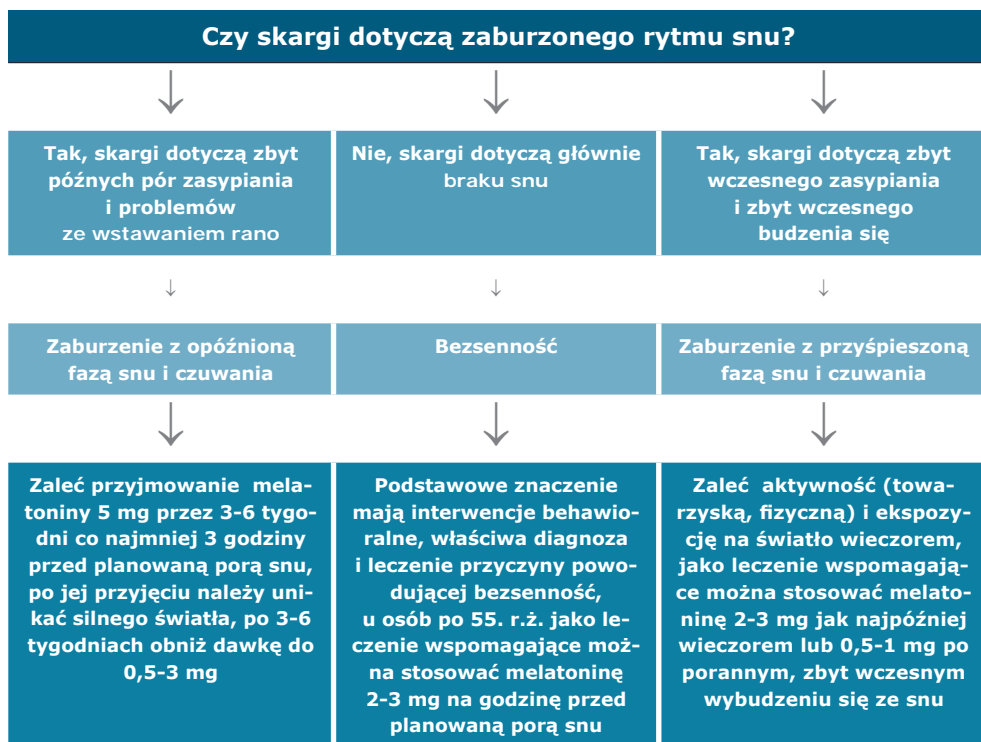 Czy skargi dotyczą zaburzonego rytmu snu?
Tak, skargi dotyczą zbyt
późnych pór zasypiania
i problemów
ze wstawaniem rano
Nie, skargi dotyczą głównie
braku snu
Tak, skargi dotyczą zbyt
wczesnego zasypiania
i zbyt wczesnego
budzenia się
Zaburzenie z opóźnioną
fazą snu i czuwania
Bezsenność
Zaburzenie z przyśpieszoną
fazą snu i czuwania
Zaleć przyjmowanie mela-
toniny 5 mg przez 3-6 tygo-
dni co najmniej 3 godziny
przed planowaną porą snu,
po jej przyjęciu należy uni-
kać silnego światła, po 3-6
tygodniach obniż dawkę do
0,5-3 mg
Podstawowe znaczenie
mają interwencje behawio-
ralne, właściwa diagnoza
i leczenie przyczyny powo-
dującej bezsenność,
u osób po 55. r.ż. jako le-
czenie wspomagające moż-
na stosować melatoninę
2-3 mg na godzinę przed
planowaną porą snu
Zaleć aktywność (towa-
rzyską, fizyczną) i ekspozy-
cję na światło wieczorem,
jako leczenie wspomagają-
ce można stosować melato-
ninę 2-3 mg jak najpóźniej
wieczorem lub 0,5-1 mg po
porannym, zbyt wczesnym
wybudzeniu się ze snu